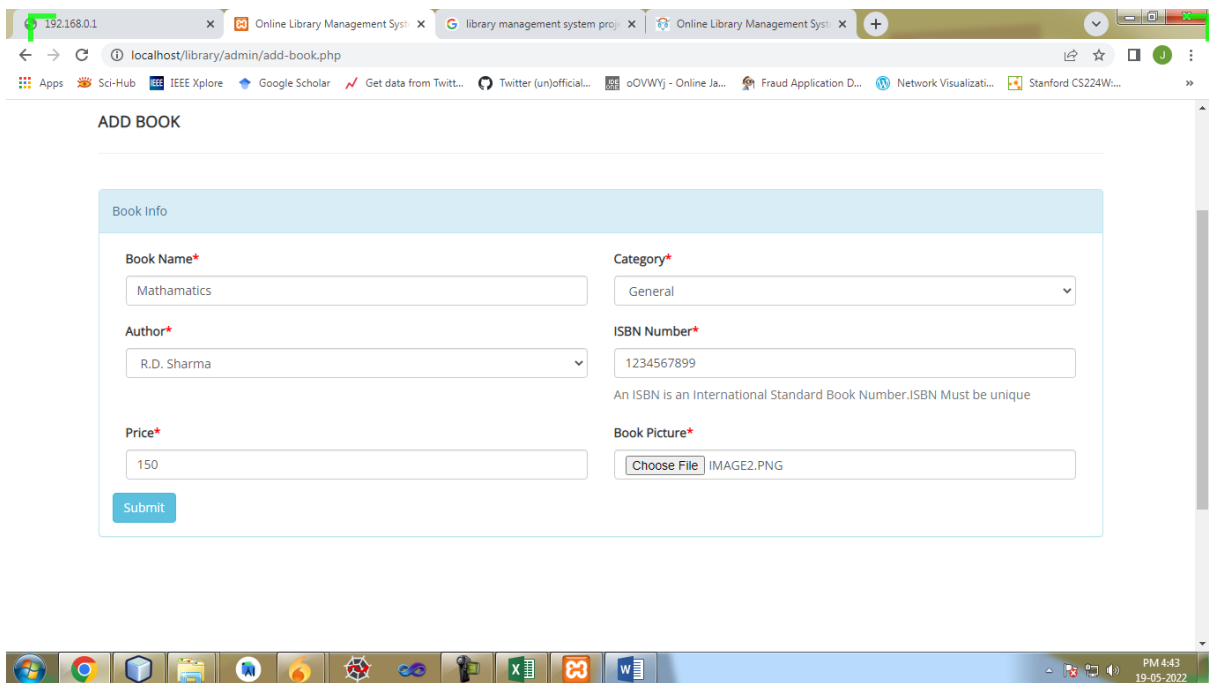 192.168.0.1
Online Library Management Syst
library management system proj
Online Library Management Syst
localhost/library/admin/add-book.php
J
Apps Sci-Hub IEEE IEEE Xplore Google Scholar Get data from Twitt... Twitter (un)official... IDE ONE oOVWYj - Online Ja... Fraud Application D... Network Visualizati... Stanford CS224W:... »
ADD BOOK
Book Info
Book Name* Category*
Mathamatics General
Author* ISBN Number*
R.D. Sharma 1234567899
An ISBN is an International Standard Book Number.ISBN Must be unique
Price* Book Picture*
150 Choose File IMAGE2.PNG
Submit
PM 4:43
19-05-2022